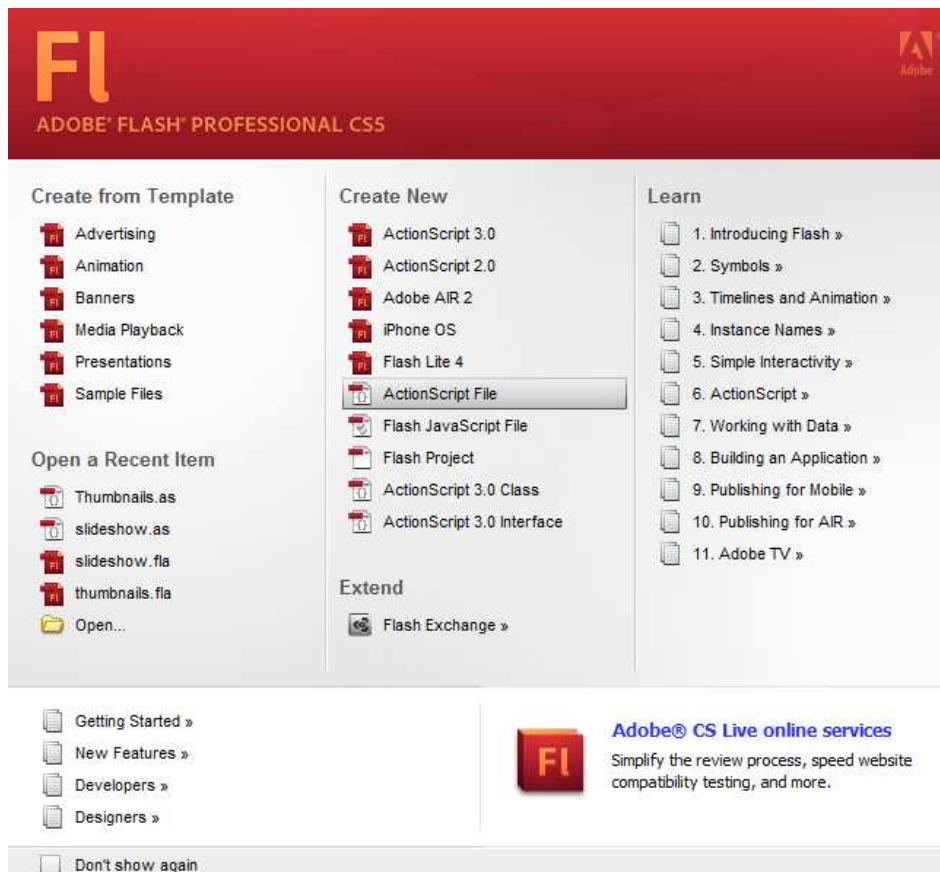 Fl
Adobe
ADOBE® FLASH® PROFESSIONAL CS5
Create from Template
Advertising
Animation
Banners
Media Playback
Presentations
Sample Files
Open a Recent Item
Thumbnails.as
slideshow.as
slideshow.fla
thumbnails.fla
Open...
Create New
ActionScript 3.0
ActionScript 2.0
Adobe AIR 2
iPhone OS
Flash Lite 4
ActionScript File
Flash JavaScript File
Flash Project
ActionScript 3.0 Class
ActionScript 3.0 Interface
Extend
Flash Exchange »
Learn
1. Introducing Flash »
2. Symbols »
3. Timelines and Animation »
4. Instance Names »
5. Simple Interactivity »
6. ActionScript »
7. Working with Data »
8. Building an Application »
9. Publishing for Mobile »
10. Publishing for AIR »
11. Adobe TV »
Getting Started »
New Features »
Developers »
Designers »
Fl
Adobe® CS Live online services
Simplify the review process, speed website
compatibility testing, and more.
Don't show again